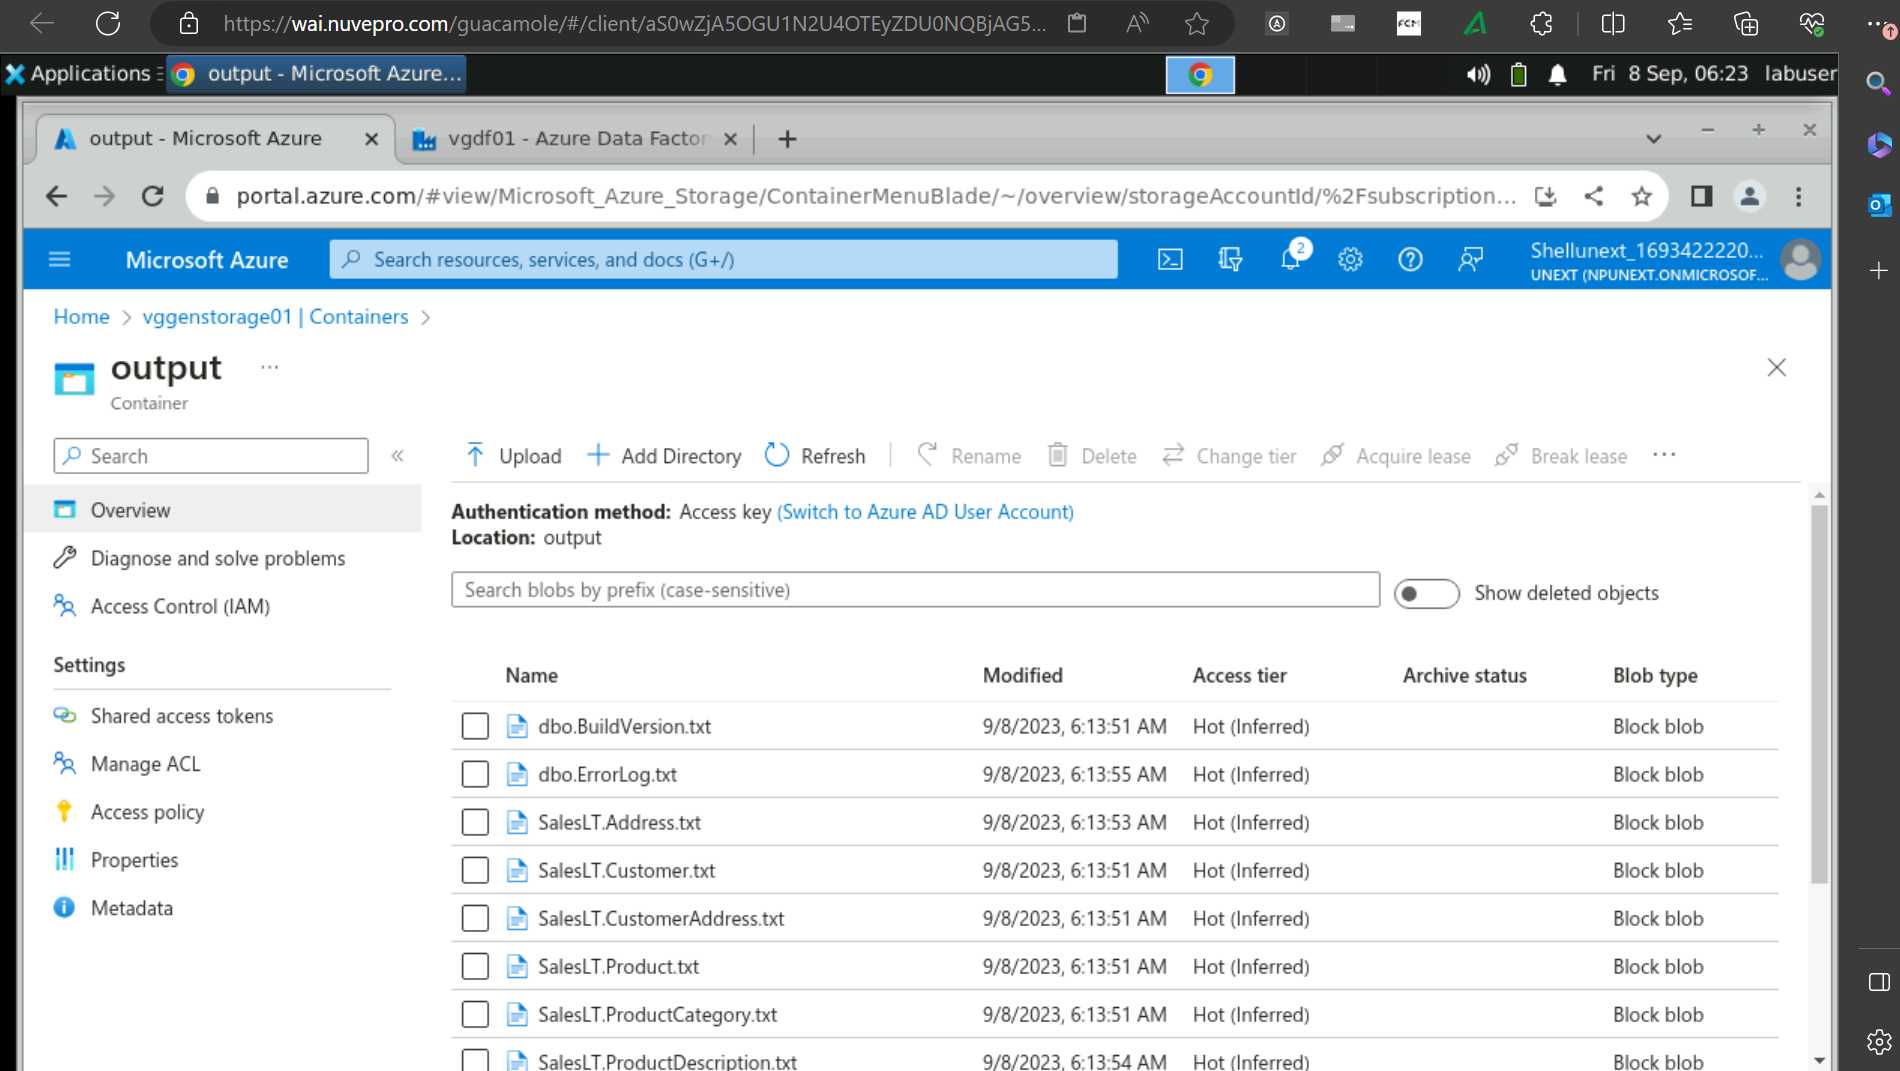 https://wai.nuvepro.com/guacamole/#/client/aS0wZjA5OGU1N2U4OTEyZDU0NQBjAG5...
FCM
Applications
output - Microsoft Azure...
Fri 8 Sep, 06:23 labuser
output - Microsoft Azure
vgdf01 - Azure Data Factor
portal.azure.com/#view/Microsoft_Azure_Storage/ContainerMenuBlade/~/overview/storageAccountId/%2Fsubscription...
Microsoft Azure
Search resources, services, and docs (G+/)
2
Shellunext_1693422220...
UNEXT (NPUNEXT.ONMICROSOF...
Home > vggenstorage01 | Containers >
output ...
Container
Search
«
Upload
Add Directory
Refresh
Rename
Delete
Change tier
Acquire lease
Break lease
...
Overview
Diagnose and solve problems
Access Control (IAM)
Settings
Shared access tokens
Manage ACL
Access policy
Properties
Metadata
Authentication method: Access key (Switch to Azure AD User Account)
Location: output
Search blobs by prefix (case-sensitive)
Show deleted objects
Name Modified Access tier Archive status Blob type
dbo.BuildVersion.txt 9/8/2023, 6:13:51 AM Hot (Inferred) Block blob
dbo.ErrorLog.txt 9/8/2023, 6:13:55 AM Hot (Inferred) Block blob
SalesLT.Address.txt 9/8/2023, 6:13:53 AM Hot (Inferred) Block blob
SalesLT.Customer.txt 9/8/2023, 6:13:51 AM Hot (Inferred) Block blob
SalesLT.CustomerAddress.txt 9/8/2023, 6:13:51 AM Hot (Inferred) Block blob
SalesLT.Product.txt 9/8/2023, 6:13:51 AM Hot (Inferred) Block blob
SalesLT.ProductCategory.txt 9/8/2023, 6:13:51 AM Hot (Inferred) Block blob
SalesLT.ProductDescription.txt 9/8/2023, 6:13:54 AM Hot (Inferred) Block blob